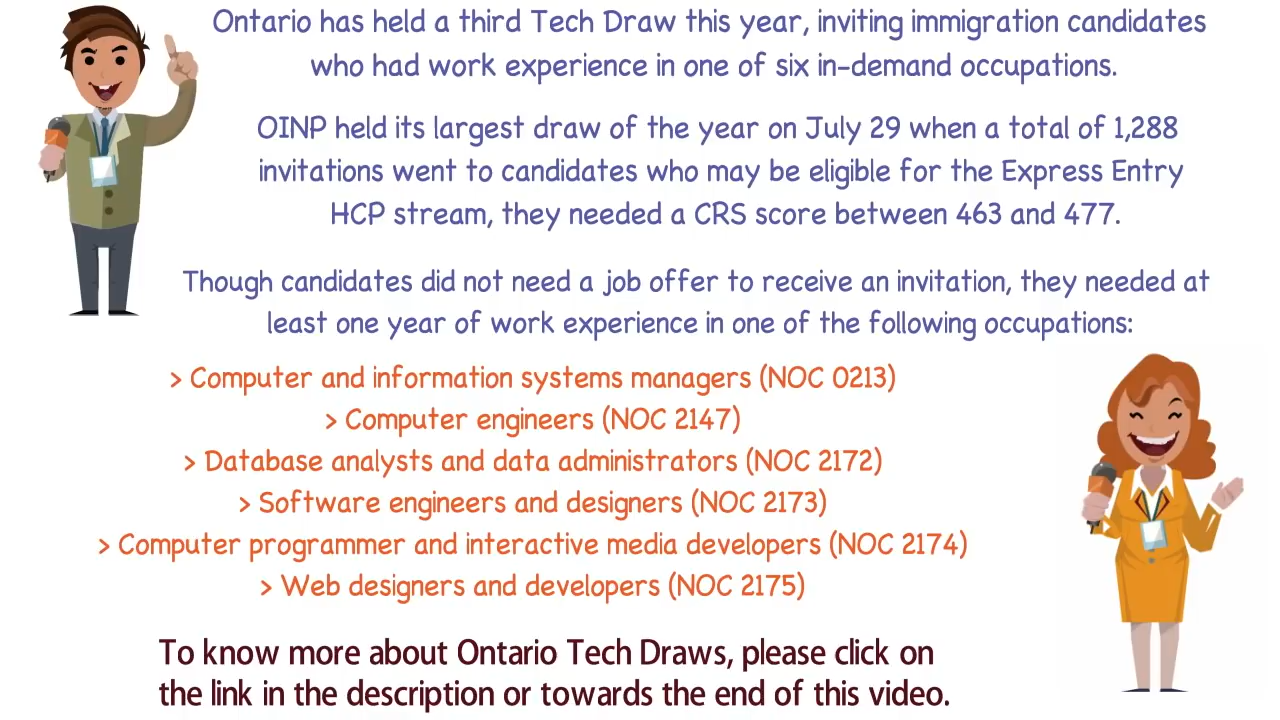 Ontario has held a third Tech Draw this year, inviting immigration candidates
who had work experience in one of six in-demand occupations.
OINP held its largest draw of the year on July 29 when a total of 1,288
invitations went to candidates who may be eligible for the Express Entry
HCP stream, they needed a CRS score between 463 and 477.
Though candidates did not need a job offer to receive an invitation, they needed at
least one year of work experience in one of the following occupations:
> Computer and information systems managers (NOC 0213)
> Computer engineers (NOC 2147)
> Database analysts and data administrators (NOC 2172)
> Software engineers and designers (NOC 2173)
> Computer programmer and interactive media developers (NOC 2174)
> Web designers and developers (NOC 2175)
To know more about Ontario Tech Draws, please click on
the link in the description or towards the end of this video.